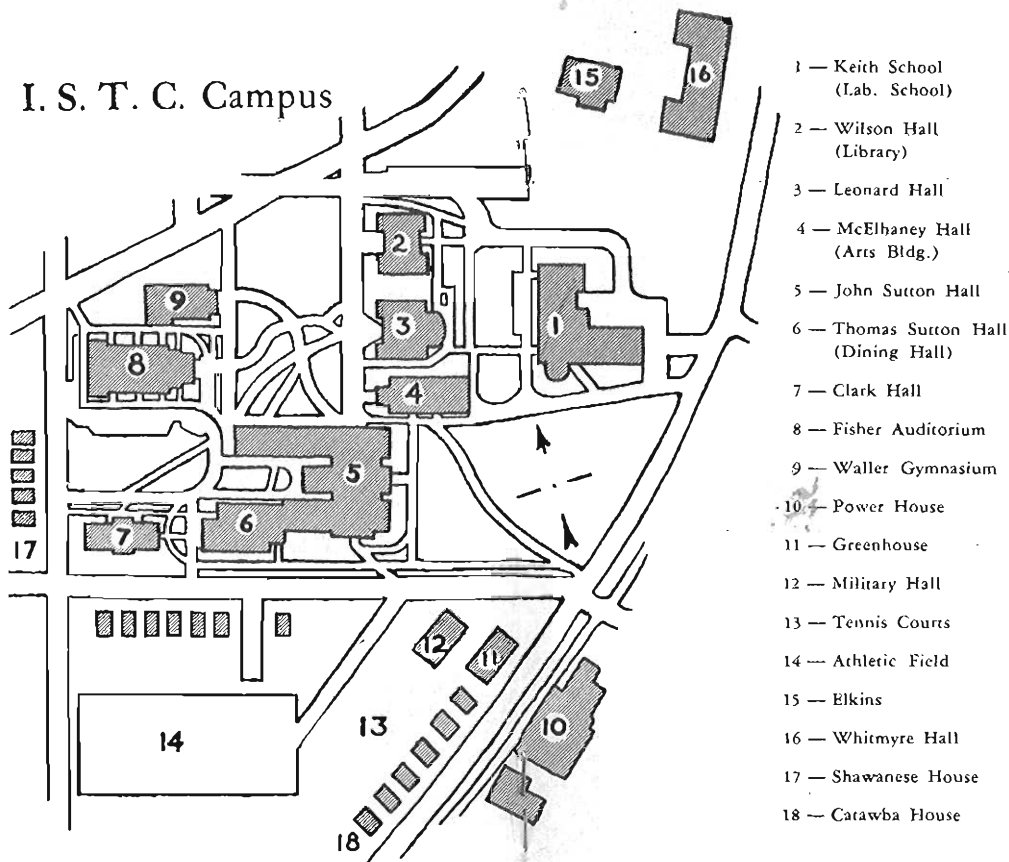 I. S. T. C. Campus
15
16
2
9
3
1
8
4
5
6
7
17
12
11
13
14
10
18
1 — Keith School
(Lab. School)
2 — Wilson Hall
(Library)
3 — Leonard Hall
4 — McElhaney Hall
(Arts Bldg.)
5 — John Sutton Hall
6 — Thomas Sutton Hall
(Dining Hall)
7 — Clark Hall
8 — Fisher Auditorium
9 — Waller Gymnasium
10 — Power House
11 — Greenhouse
12 — Military Hall
13 — Tennis Courts
14 — Athletic Field
15 — Elkins
16 — Whitmyre Hall
17 — Shawanese House
18 — Catawba House